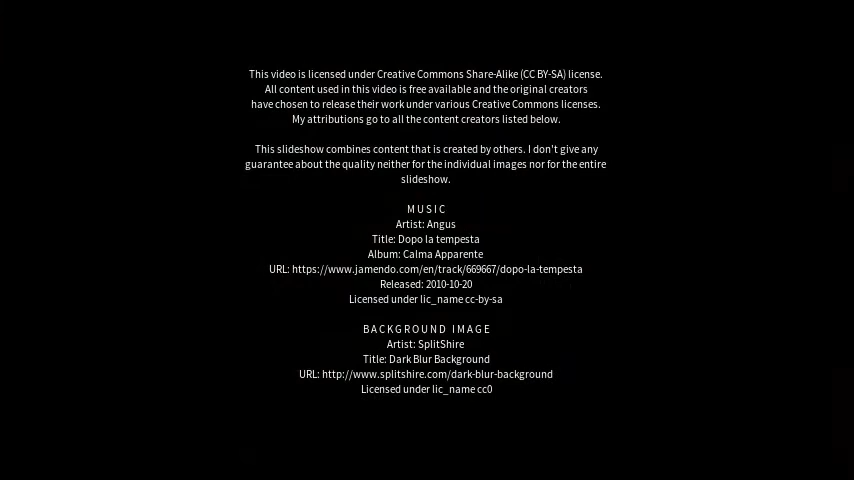 This video is licensed under Creative Commons Share-Alike (CC BY-SA) license.
All content used in this video is free available and the original creators
have chosen to release their work under various Creative Commons licenses.
My attributions go to all the content creators listed below.
This slideshow combines content that is created by others. I don't give any
guarantee about the quality neither for the individual images nor for the entire
slideshow.
MUSIC
Artist: Angus
Title: Dopo la tempesta
Album: Calma Apparente
URL: https://www.jamendo.com/en/track/669667/dopo-la-tempesta
Released: 2010-10-20
Licensed under lic_name cc-by-sa
BACKGROUND IMAGE
Artist: SplitShire
Title: Dark Blur Background
URL: http://www.splitshire.com/dark-blur-background
Licensed under lic_name cc0